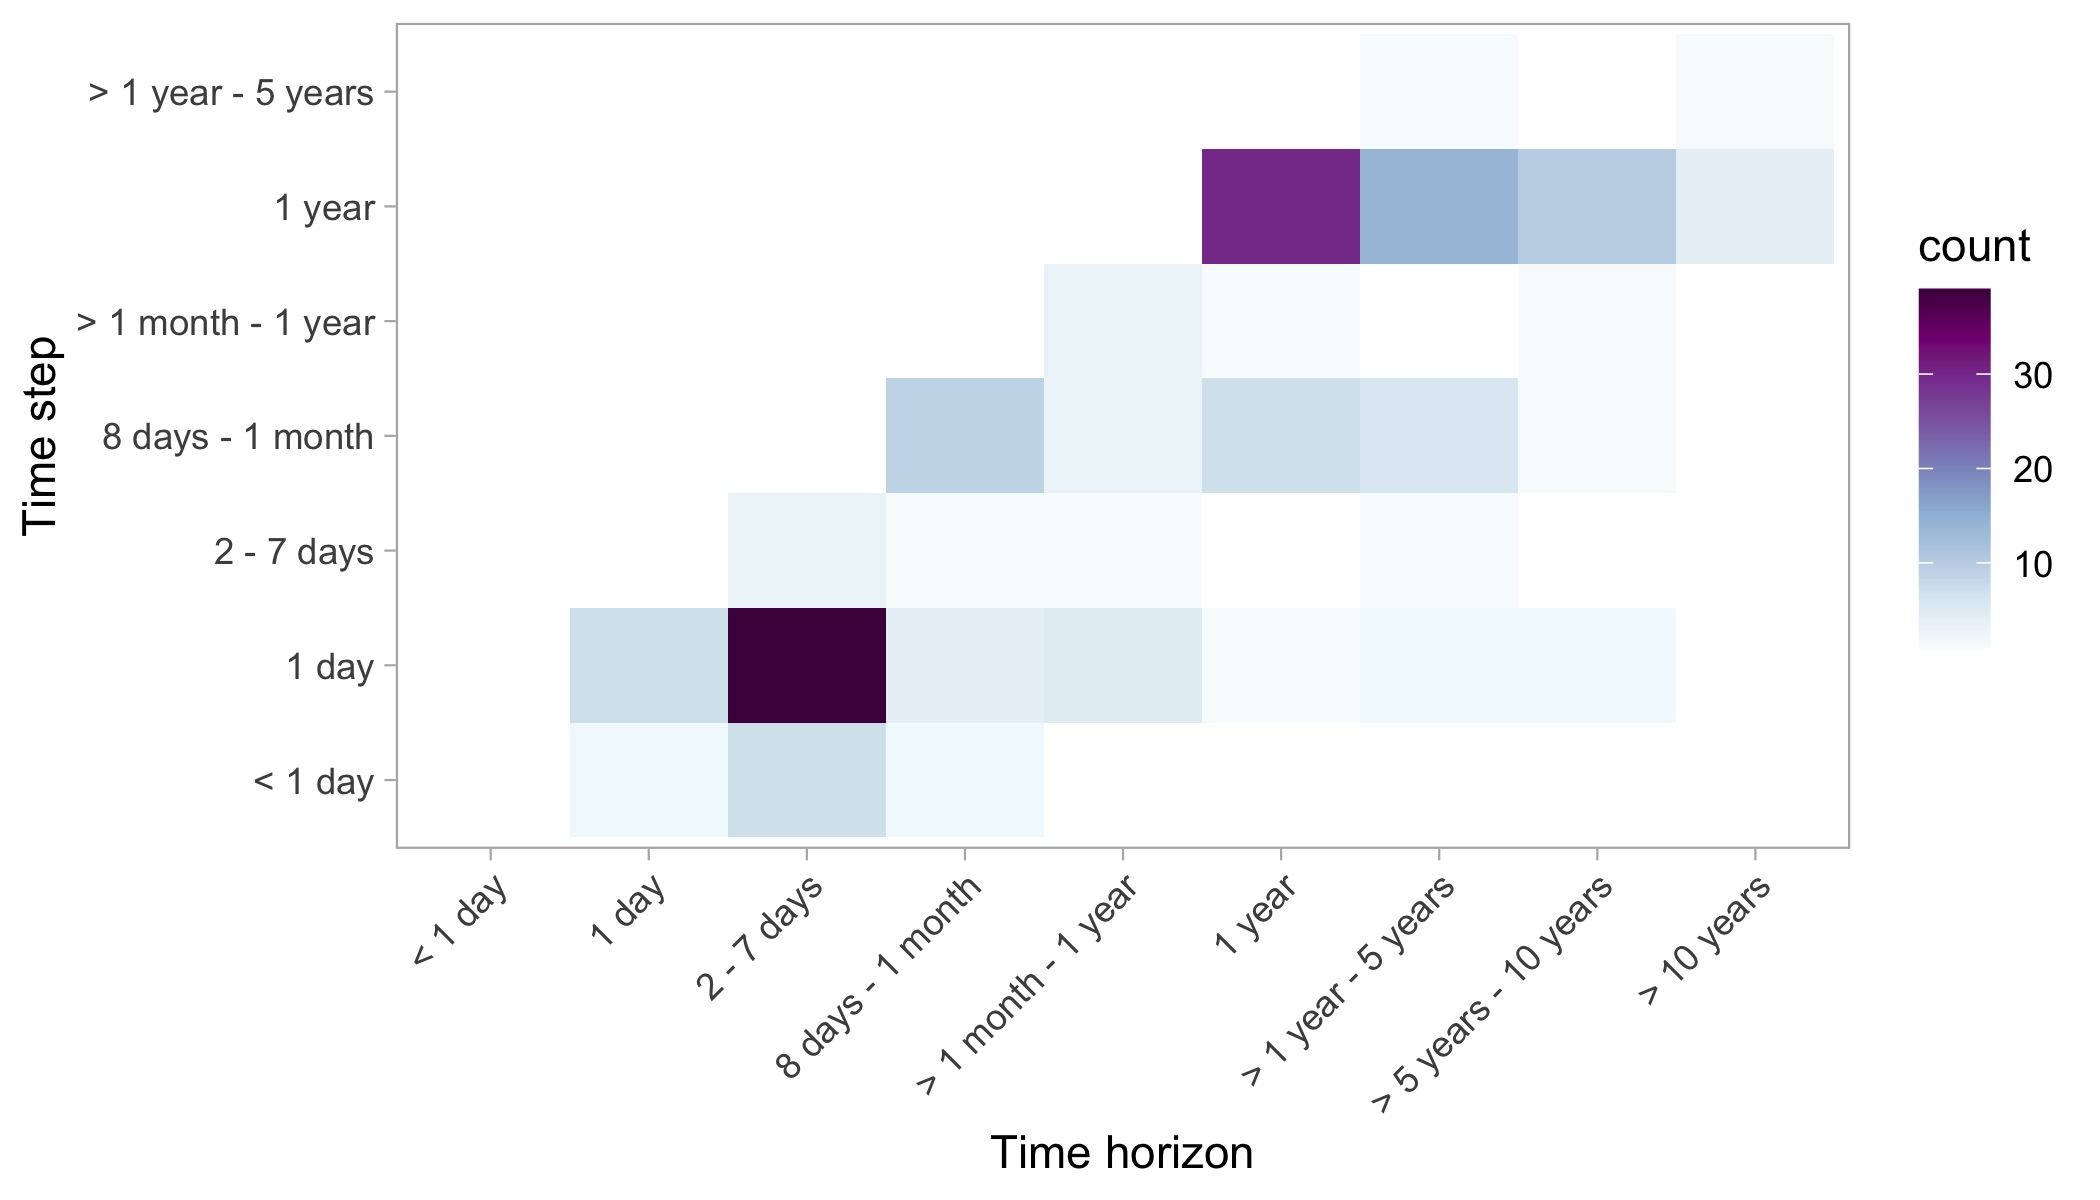 Time step
> 1 year - 5 years
1 year
> 1 month - 1 year
8 days - 1 month
2 - 7 days
1 day
< 1 day
< 1 day
1 day
2 - 7 days
8 days - 1 month
> 1 month - 1 year
1 year
> 1 year - 5 years
> 5 years - 10 years
> 10 years
Time horizon
count
30
20
10